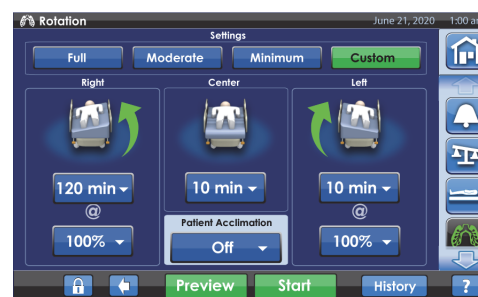 Rotation June 21, 2020 1:00 a
Settings
Full Moderate Minimum Custom
Right Center Left
120 min 10 min 10 min
@ @
100% Patient Acclimation 100%
Off
Preview Start History ?